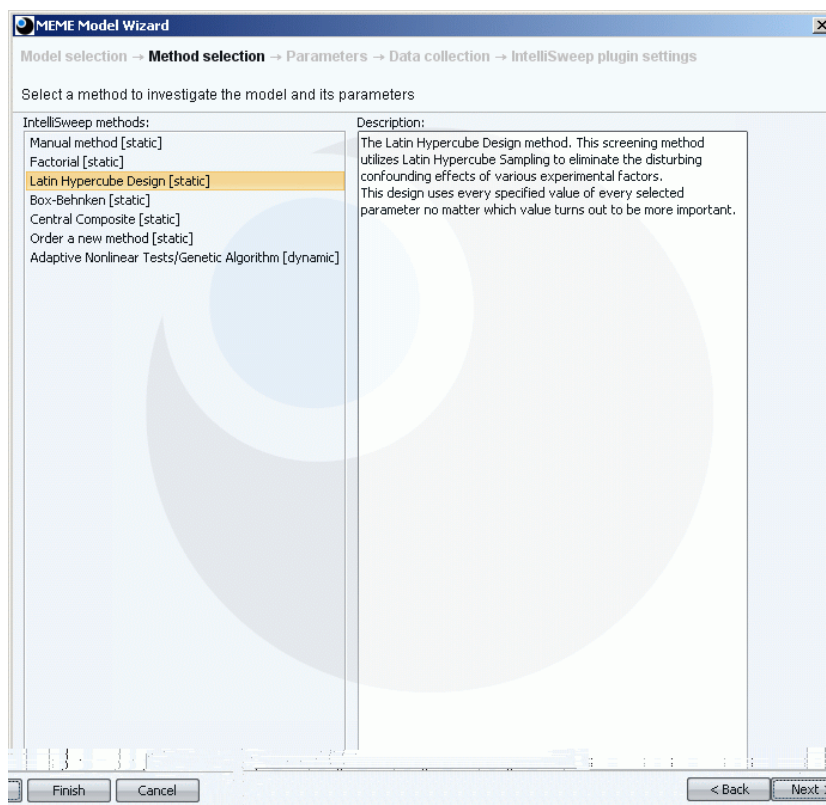 MEME Model Wizard
Model selection → Method selection → Parameters → Data collection → IntelliSweep plugin settings
Select a method to investigate the model and its parameters
IntelliSweep methods:
Manual method [static]
Factorial [static]
Latin Hypercube Design [static]
Box-Behnken [static]
Central Composite [static]
Order a new method [static]
Adaptive Nonlinear Tests/Genetic Algorithm [dynamic]
Description:
The Latin Hypercube Design method. This screening method
utilizes Latin Hypercube Sampling to eliminate the disturbing
confounding effects of various experimental factors.
This design uses every specified value of every selected
parameter no matter which value turns out to be more important.
Finish Cancel < Back Next